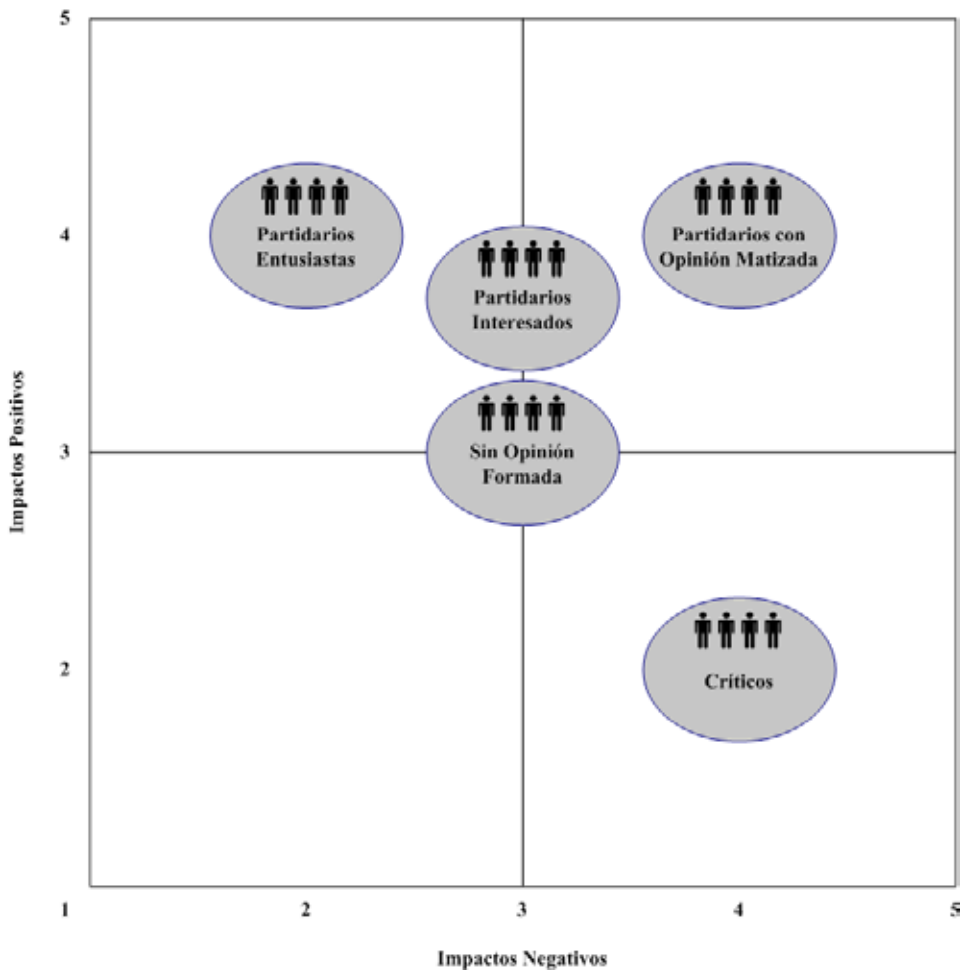 5
4
Partidarios
Entusiastas
Partidarios con
Opinión Matizada
Partidarios
Interesados
Impactos Positivos
3
Sin Opinión
Formada
2
Críticos
1
2
3
4
5
Impactos Negativos